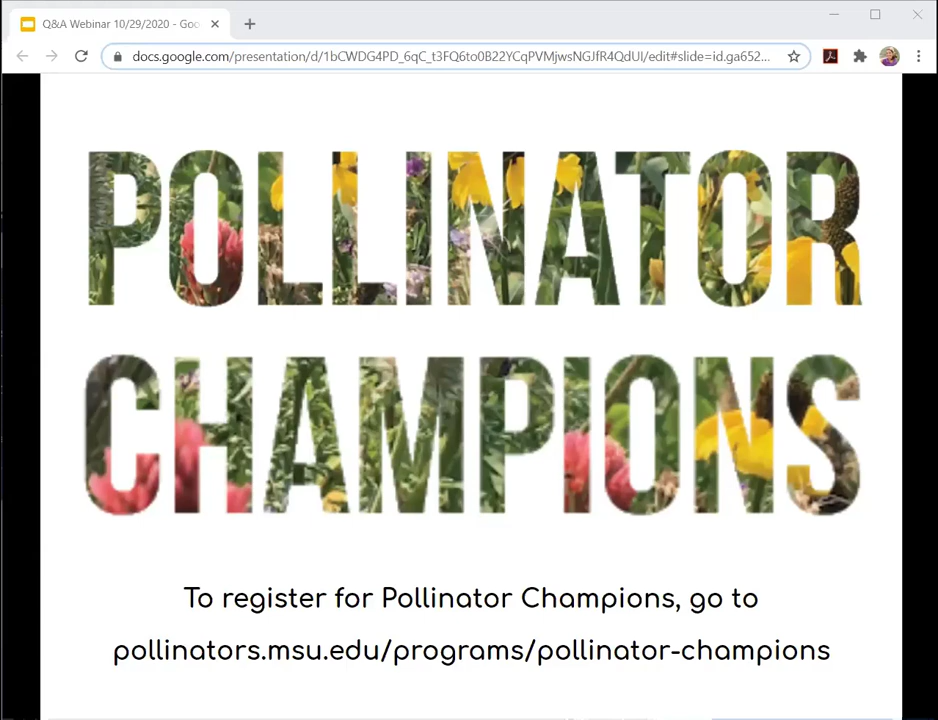 Q&A Webinar 10/29/2020 - Goo
docs.google.com/presentation/d/1bCWDG4PD_6qC_t3FQ6to0B22YCqPVMjwsNGJfR4QdUI/edit#slide=id.ga652...
POLLINATOR
CHAMPIONS
To register for Pollinator Champions, go to
pollinators.msu.edu/programs/pollinator-champions